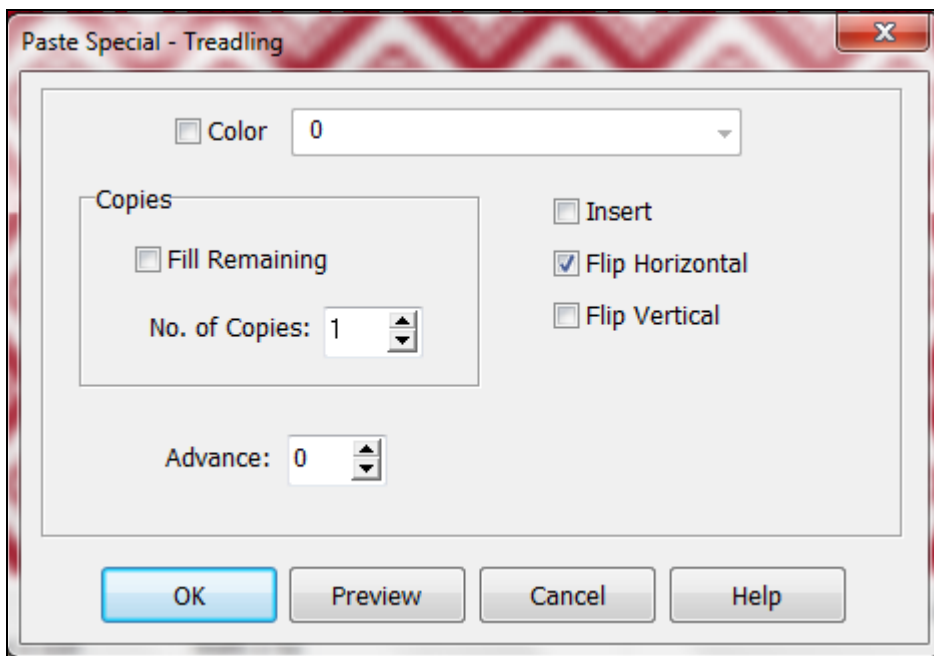 Paste Special - Treadling
Color 0
Copies
Fill Remaining
No. of Copies: 1
Insert
Flip Horizontal
Flip Vertical
Advance: 0
OK Preview Cancel Help